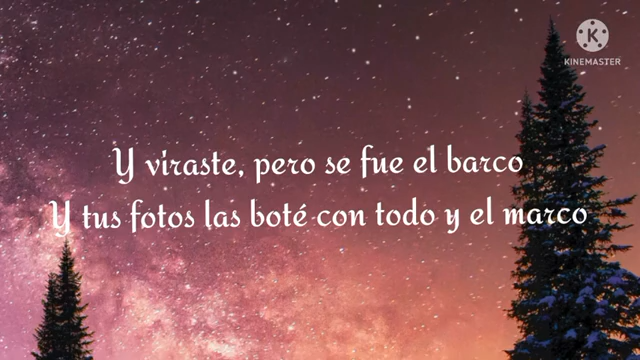 KINEMASTER
Y viraste, pero se fue el barco
Y tus fotos las boté con todo y el marco